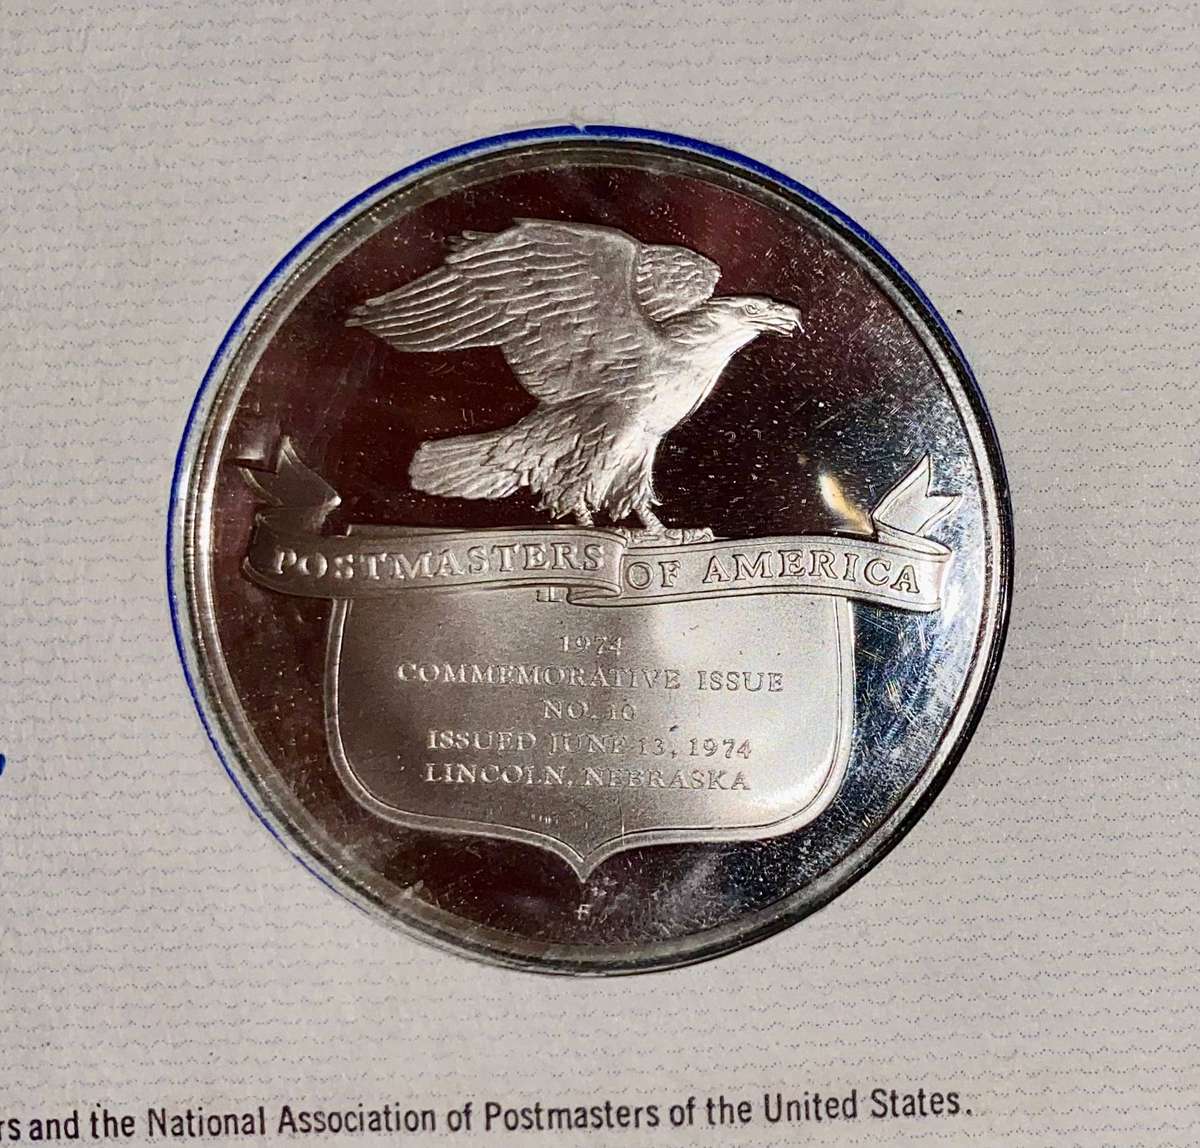 POSTMASTERS OF AMERICA
1974
COMMEMORATIVE ISSUE
NO. 10
ISSUED JUNE 13, 1974
LINCOLN, NEBRASKA
F
and the National Association of Postmasters of the United States.